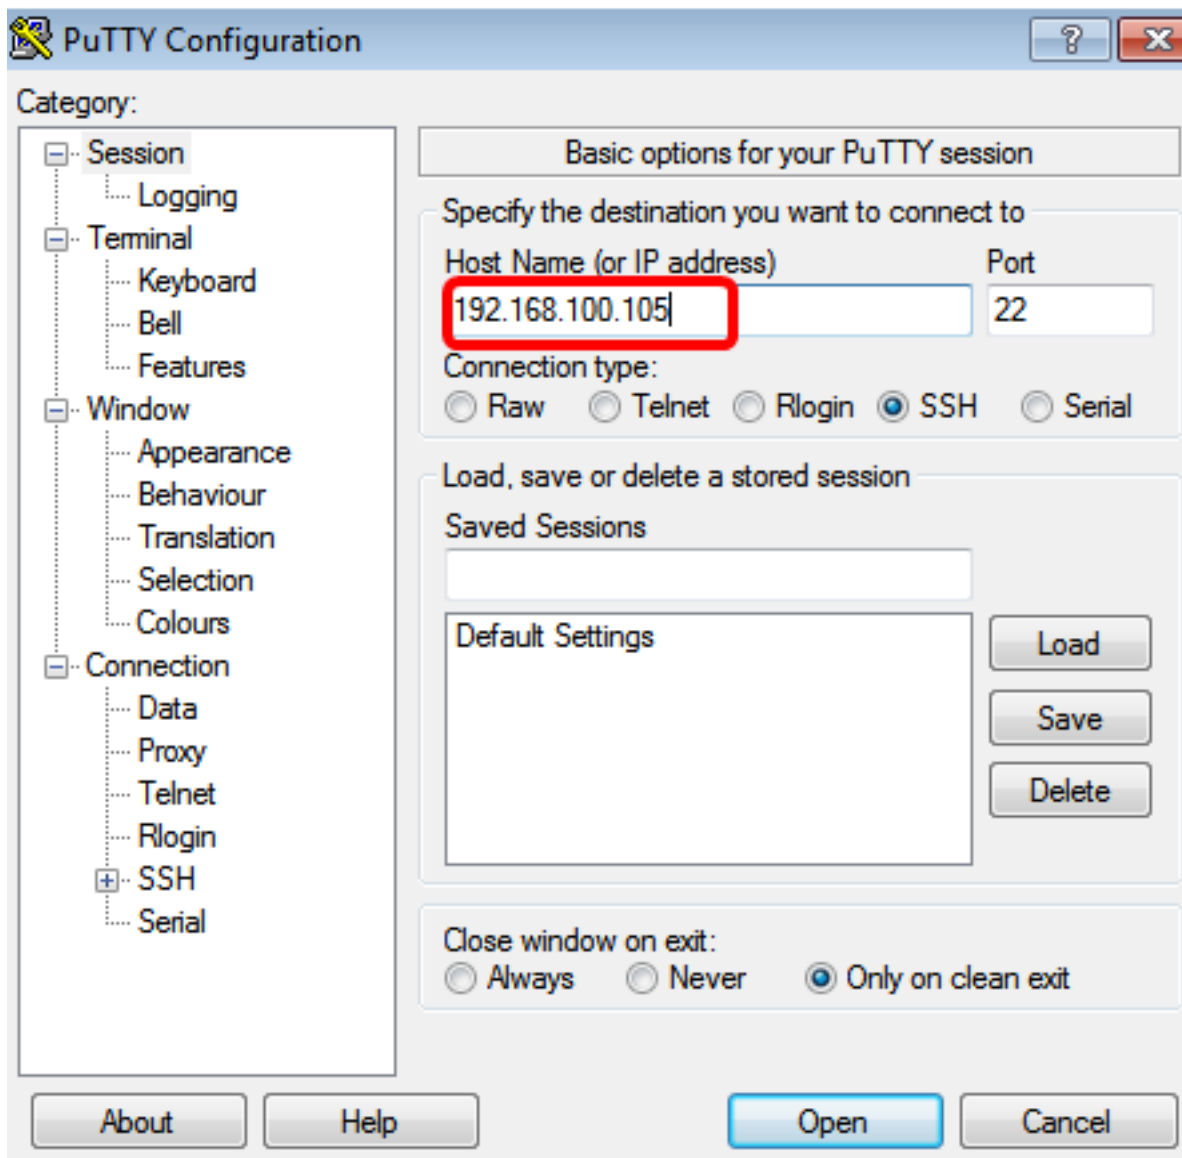 PuTTY Configuration
?
Category:
Session
Logging
Terminal
Keyboard
Bell
Features
Window
Appearance
Behaviour
Translation
Selection
Colours
Connection
Data
Proxy
Telnet
Rlogin
SSH
Serial
Basic options for your PuTTY session
Specify the destination you want to connect to
Host Name (or IP address) Port
192.168.100.105 22
Connection type:
Raw Telnet Rlogin SSH Serial
Load, save or delete a stored session
Saved Sessions
Default Settings
Load
Save
Delete
Close window on exit:
Always Never Only on clean exit
About Help Open Cancel